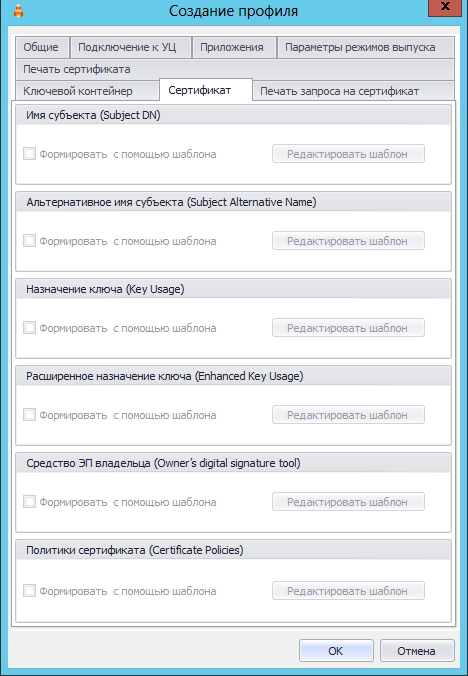 Создание профиля
x
Общие Подключение к УЦ Приложения Параметры режимов выпуска
Печать сертификата
Ключевой контейнер Сертификат Печать запроса на сертификат
Имя субъекта (Subject DN)
Формировать с помощью шаблона Редактировать шаблон
Альтернативное имя субъекта (Subject Alternative Name)
Формировать с помощью шаблона Редактировать шаблон
Назначение ключа (Key Usage)
Формировать с помощью шаблона Редактировать шаблон
Расширенное назначение ключа (Enhanced Key Usage)
Формировать с помощью шаблона Редактировать шаблон
Средство ЭП владельца (Owner’s digital signature tool)
Формировать с помощью шаблона Редактировать шаблон
Политики сертификата (Certificate Policies)
Формировать с помощью шаблона Редактировать шаблон
OK Отмена